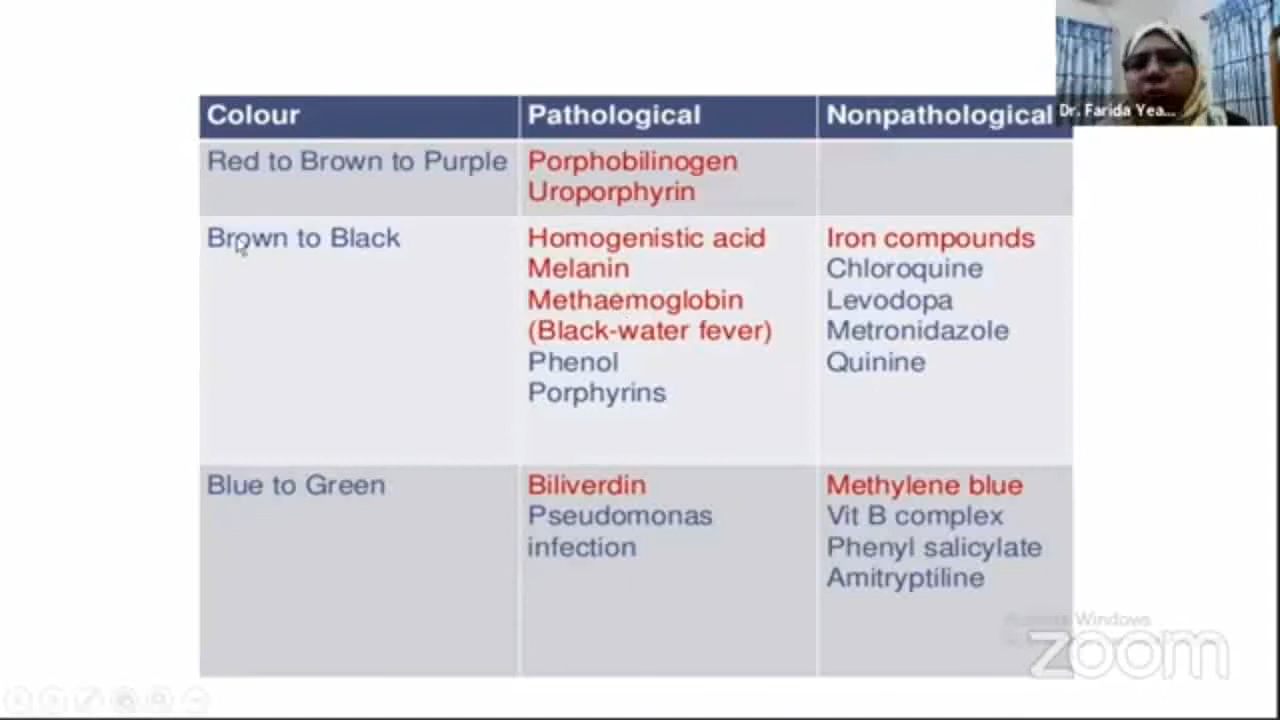 Colour Pathological Nonpathological
Dr. Farida Yea...
Red to Brown to Purple
Porphobilinogen
Uroporphyrin
Brown to Black
Homogenistic acid
Melanin
Methaemoglobin
(Black-water fever)
Phenol
Porphyrins
Iron compounds
Chloroquine
Levodopa
Metronidazole
Quinine
Blue to Green
Biliverdin
Pseudomonas
infection
Methylene blue
Vit B complex
Phenyl salicylate
Amitryptiline
Windows
zoom